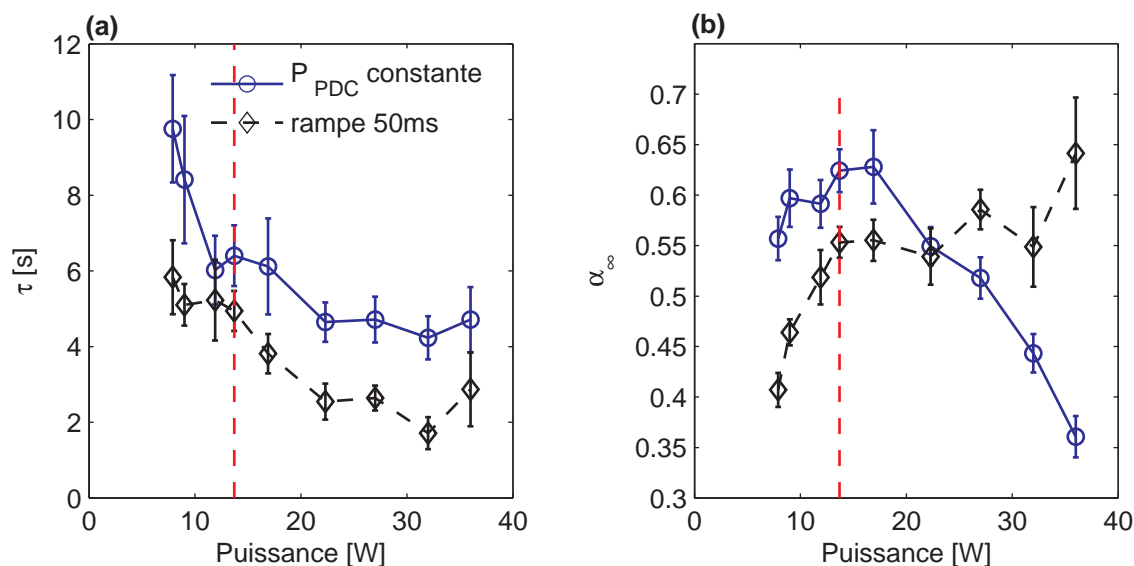 (a)
12
10
8
6
4
2
0
τ [s]
P PDC constante
rampe 50ms
0 10 20 30 40
Puissance [W]
(b)
0.7
0.65
0.6
0.55
0.5
0.45
0.4
0.35
0.3
α∞
0 10 20 30 40
Puissance [W]